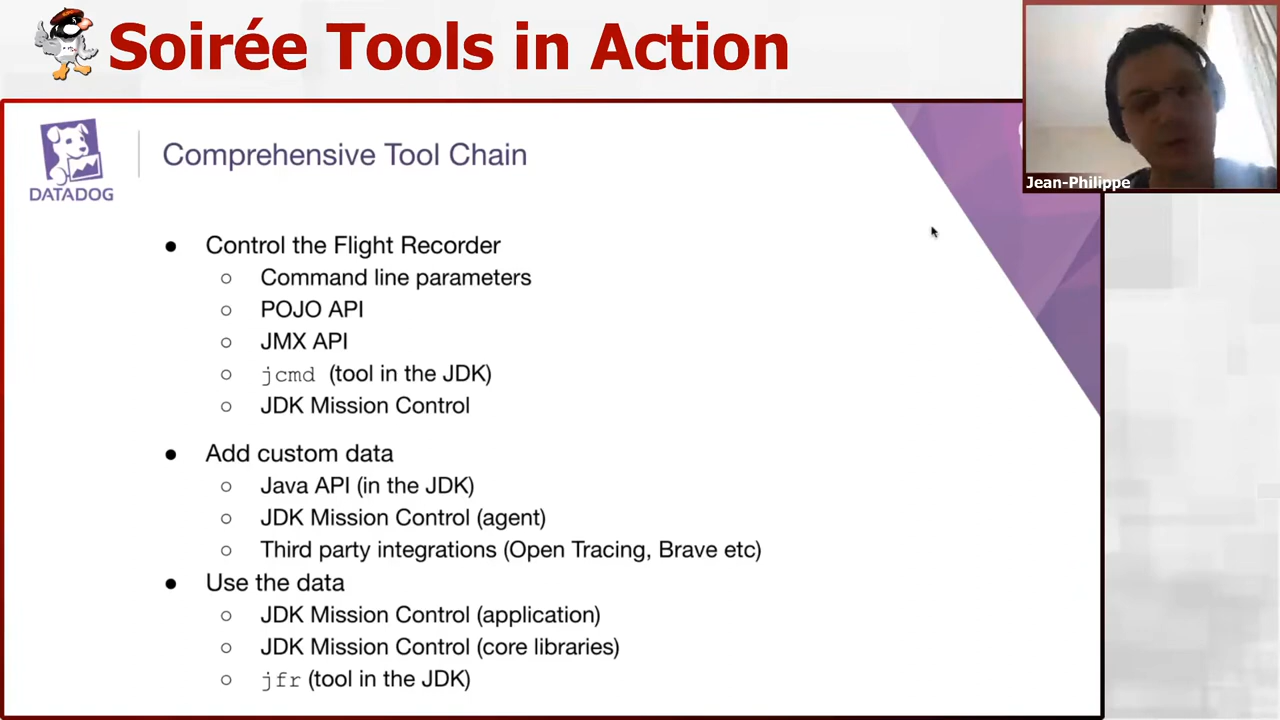 Soirée Tools in Action
Jean-Philippe
DATADOG
Comprehensive Tool Chain
● Control the Flight Recorder
○ Command line parameters
○ POJO API
○ JMX API
○ jcmd (tool in the JDK)
○ JDK Mission Control
● Add custom data
○ Java API (in the JDK)
○ JDK Mission Control (agent)
○ Third party integrations (Open Tracing, Brave etc)
● Use the data
○ JDK Mission Control (application)
○ JDK Mission Control (core libraries)
○ jfr (tool in the JDK)